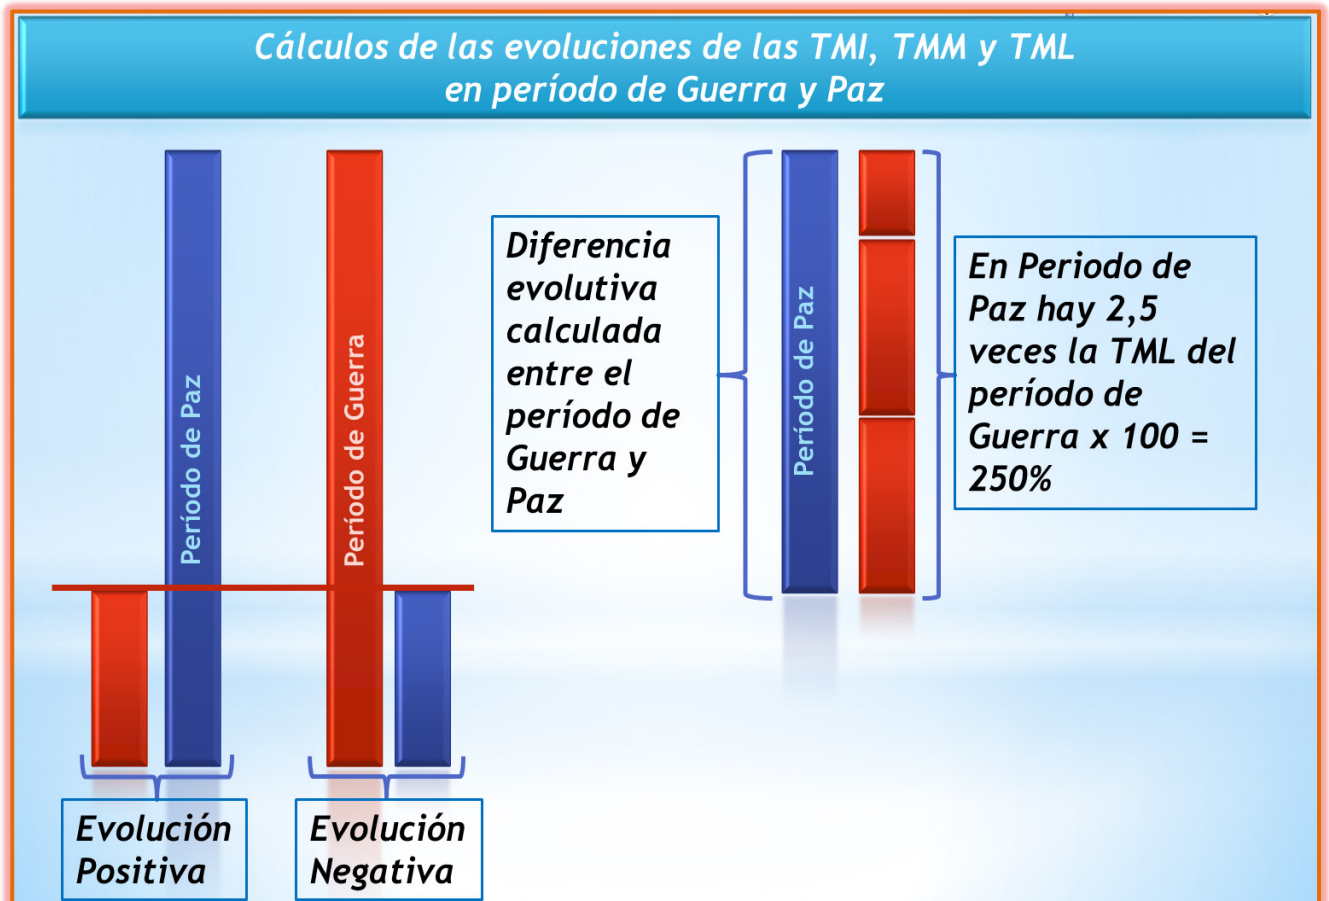 Cálculos de las evoluciones de las TMI, TMM y TML
en período de Guerra y Paz
Período de Paz
Período de Guerra
Evolución
Positiva
Evolución
Negativa
Diferencia
evolutiva
calculada
entre el
período de
Guerra y
Paz
Período de Paz
En Periodo de
Paz hay 2,5
veces la TML del
período de
Guerra x 100 =
250%